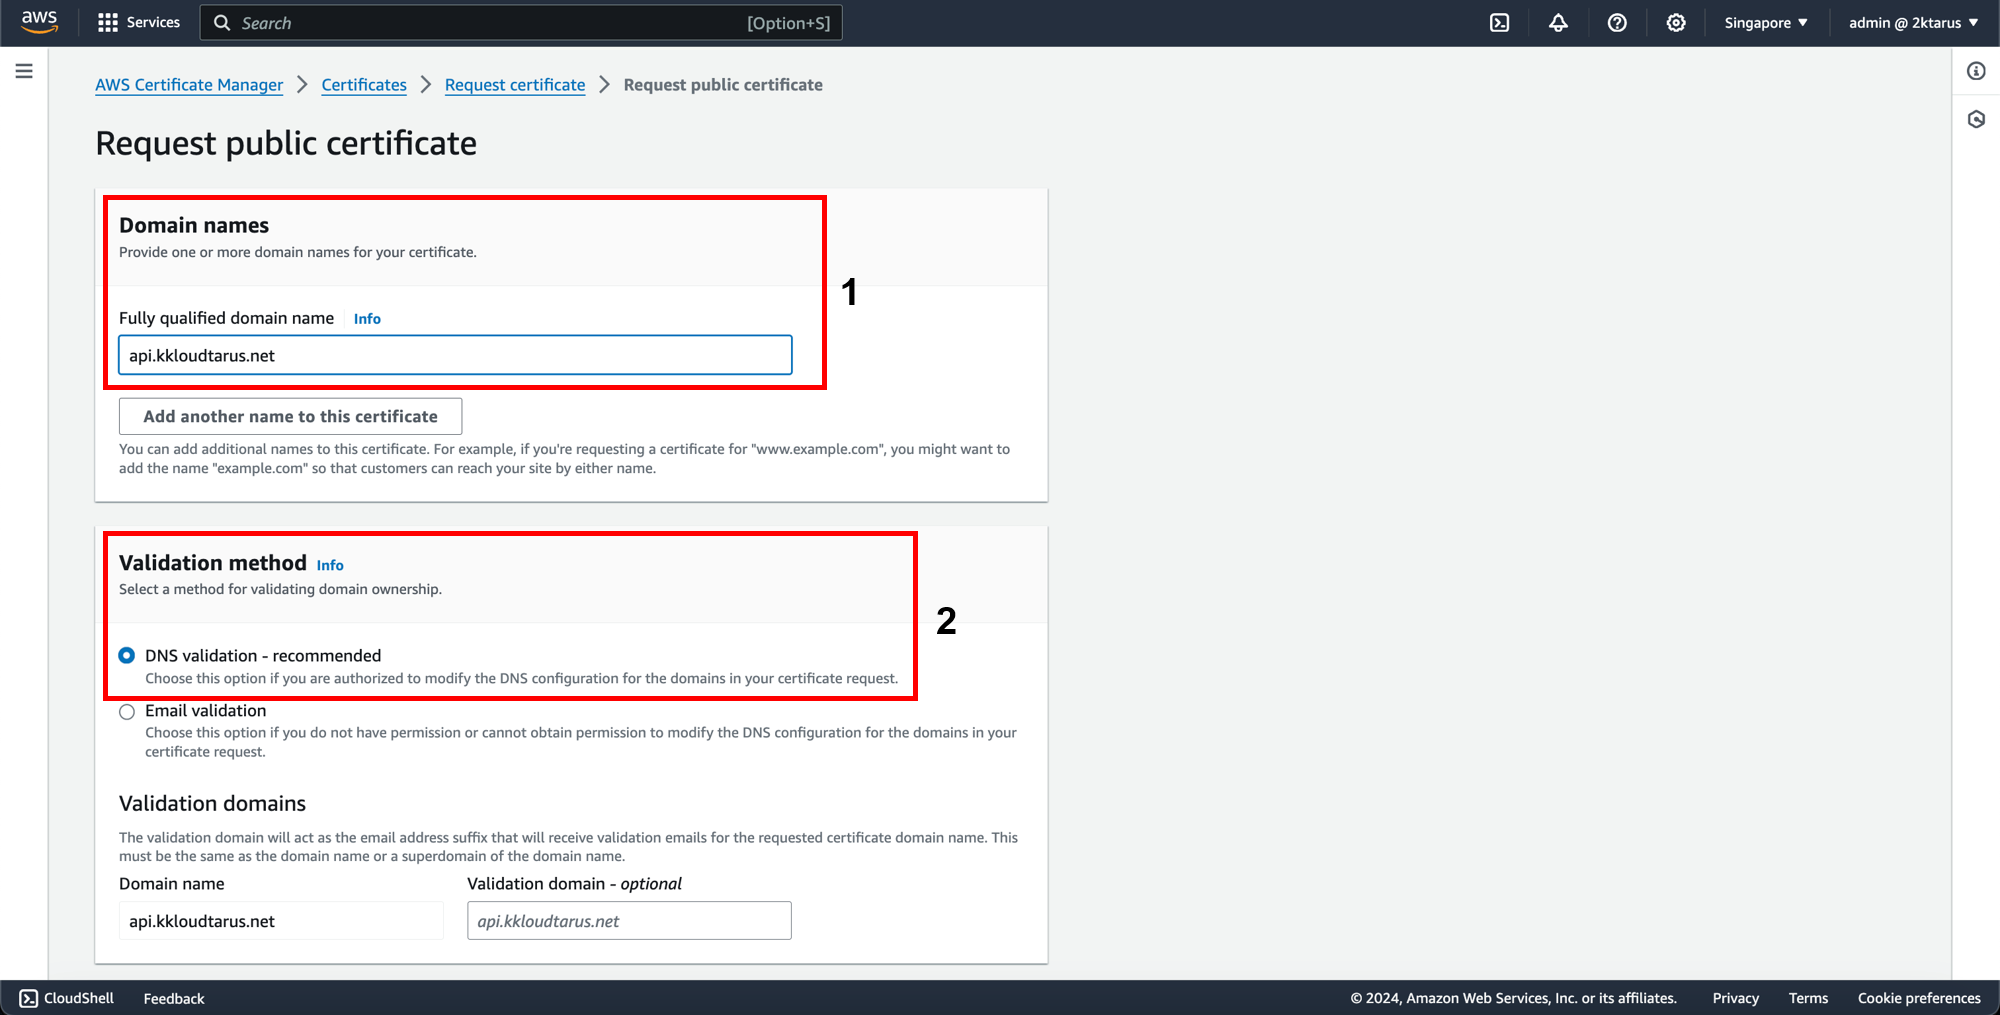 aws Services Search [Option+S] Singapore admin @ 2ktarus
AWS Certificate Manager Certificates Request certificate Request public certificate
Request public certificate
Domain names
Provide one or more domain names for your certificate.
1
Fully qualified domain name Info
api.kkloudtarus.net
Add another name to this certificate
You can add additional names to this certificate. For example, if you're requesting a certificate for "www.example.com", you might want to
add the name "example.com" so that customers can reach your site by either name.
Validation method Info
Select a method for validating domain ownership.
2
DNS validation - recommended
Choose this option if you are authorized to modify the DNS configuration for the domains in your certificate request.
Email validation
Choose this option if you do not have permission or cannot obtain permission to modify the DNS configuration for the domains in your
certificate request.
Validation domains
The validation domain will act as the email address suffix that will receive validation emails for the requested certificate domain name. This
must be the same as the domain name or a superdomain of the domain name.
Domain name Validation domain - optional
api.kkloudtarus.net api.kkloudtarus.net
CloudShell Feedback © 2024, Amazon Web Services, Inc. or its affiliates. Privacy Terms Cookie preferences